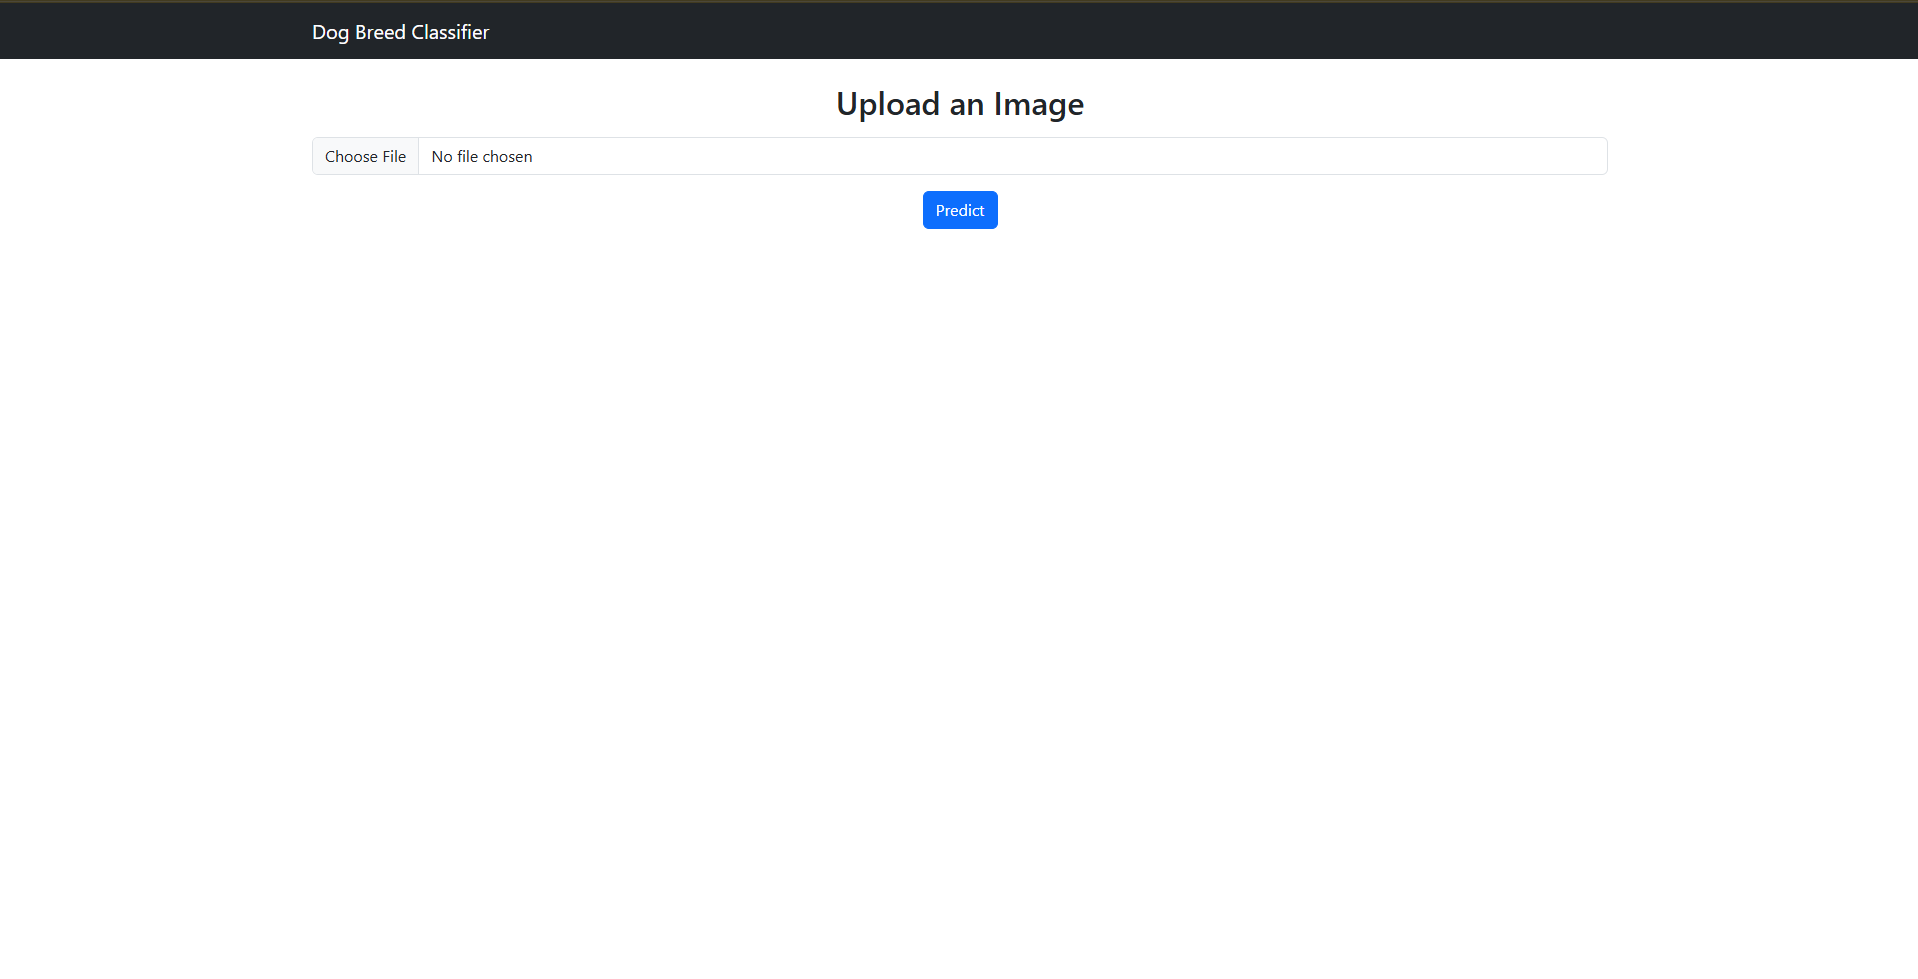 Dog Breed Classifier
Upload an Image
Choose File No file chosen
Predict